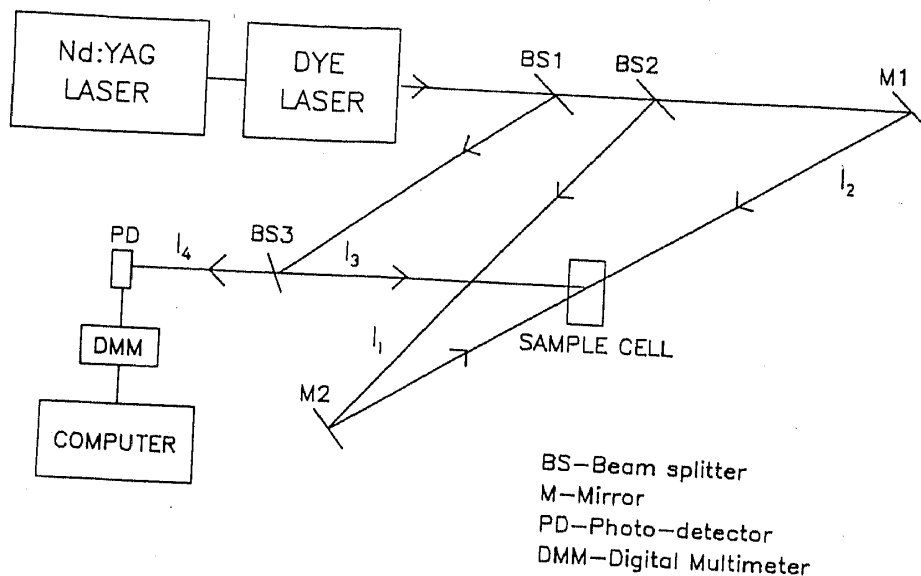 Nd:YAG
LASER
DYE
LASER
BS1
BS2
M1
I₂
PD
I₄
BS3
I₃
DMM
I₁
SAMPLE CELL
M2
COMPUTER
BS–Beam splitter
M–Mirror
PD–Photo-detector
DMM–Digital Multimeter